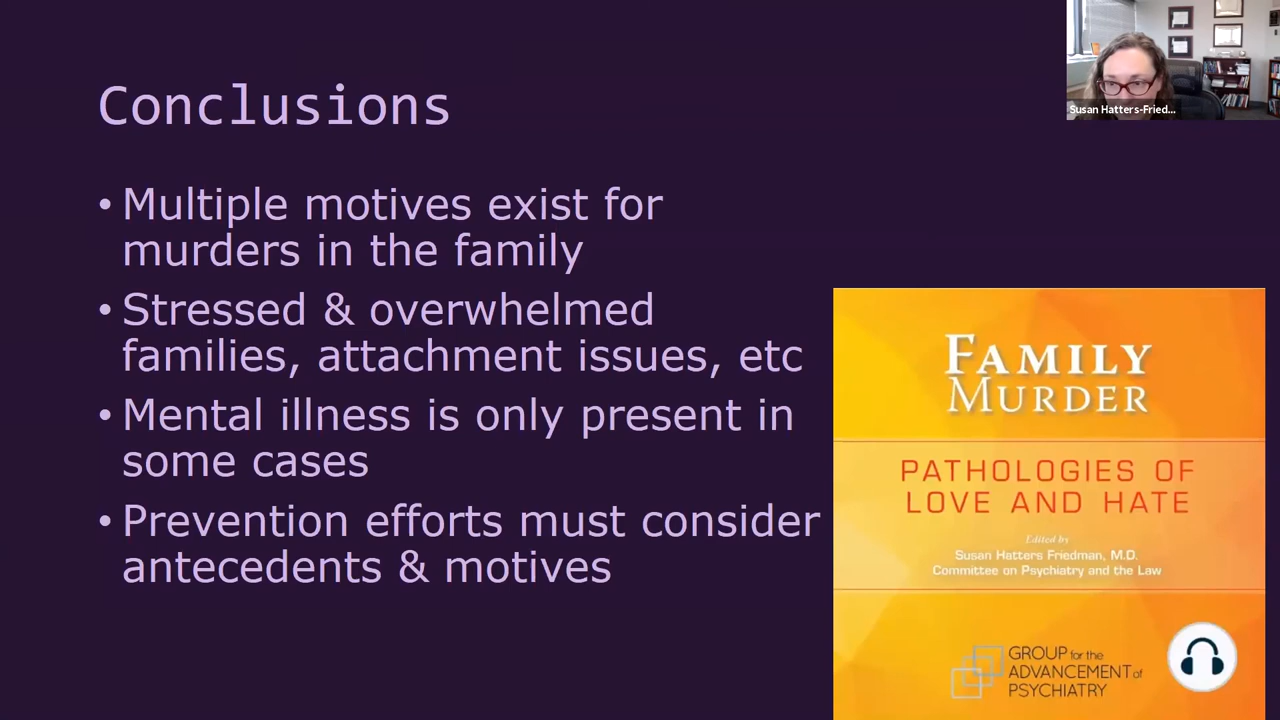 Conclusions
• Multiple motives exist for
murders in the family
• Stressed & overwhelmed
families, attachment issues, etc
• Mental illness is only present in
some cases
• Prevention efforts must consider
antecedents & motives
Susan Hatters-Fried...
FAMILY
MURDER
PATHOLOGIES OF
LOVE AND HATE
Edited by
Susan Hatters Friedman, M.D.
Committee on Psychiatry and the Law
GROUP for the
ADVANCEMENT of
PSYCHIATRY